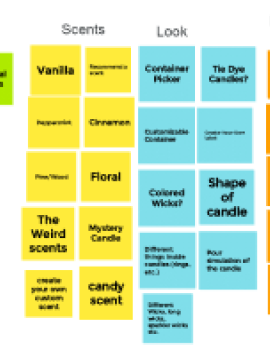 Scents
Look
Vanilla
Recommend a
scent
Peppermint
Cinnamon
Pine/Wood
Floral
The
Weird
scents
Mystery
Candle
create
your own
custom
scent
candy
scent
Container
Picker
Tie Dye
Candles?
Customizable
Container
Create Your Own
Label
Colored
Wicks?
Shape
of
candle
Different
things inside
candles (rings,
etc.)
Pour
simulation of
the candle
Different
Wicks, long
wicks,
sparkler wicks
etc.